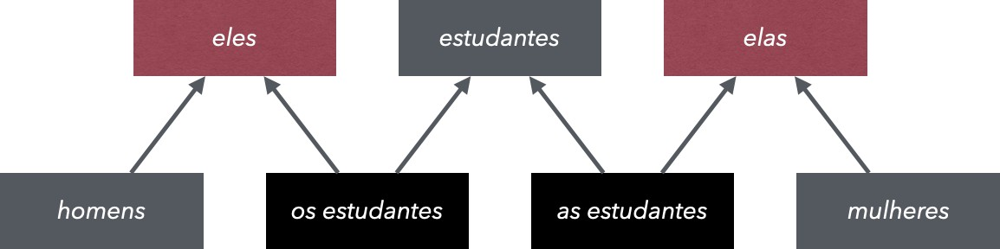 eles
estudantes
elas
homens
os estudantes
as estudantes
mulheres